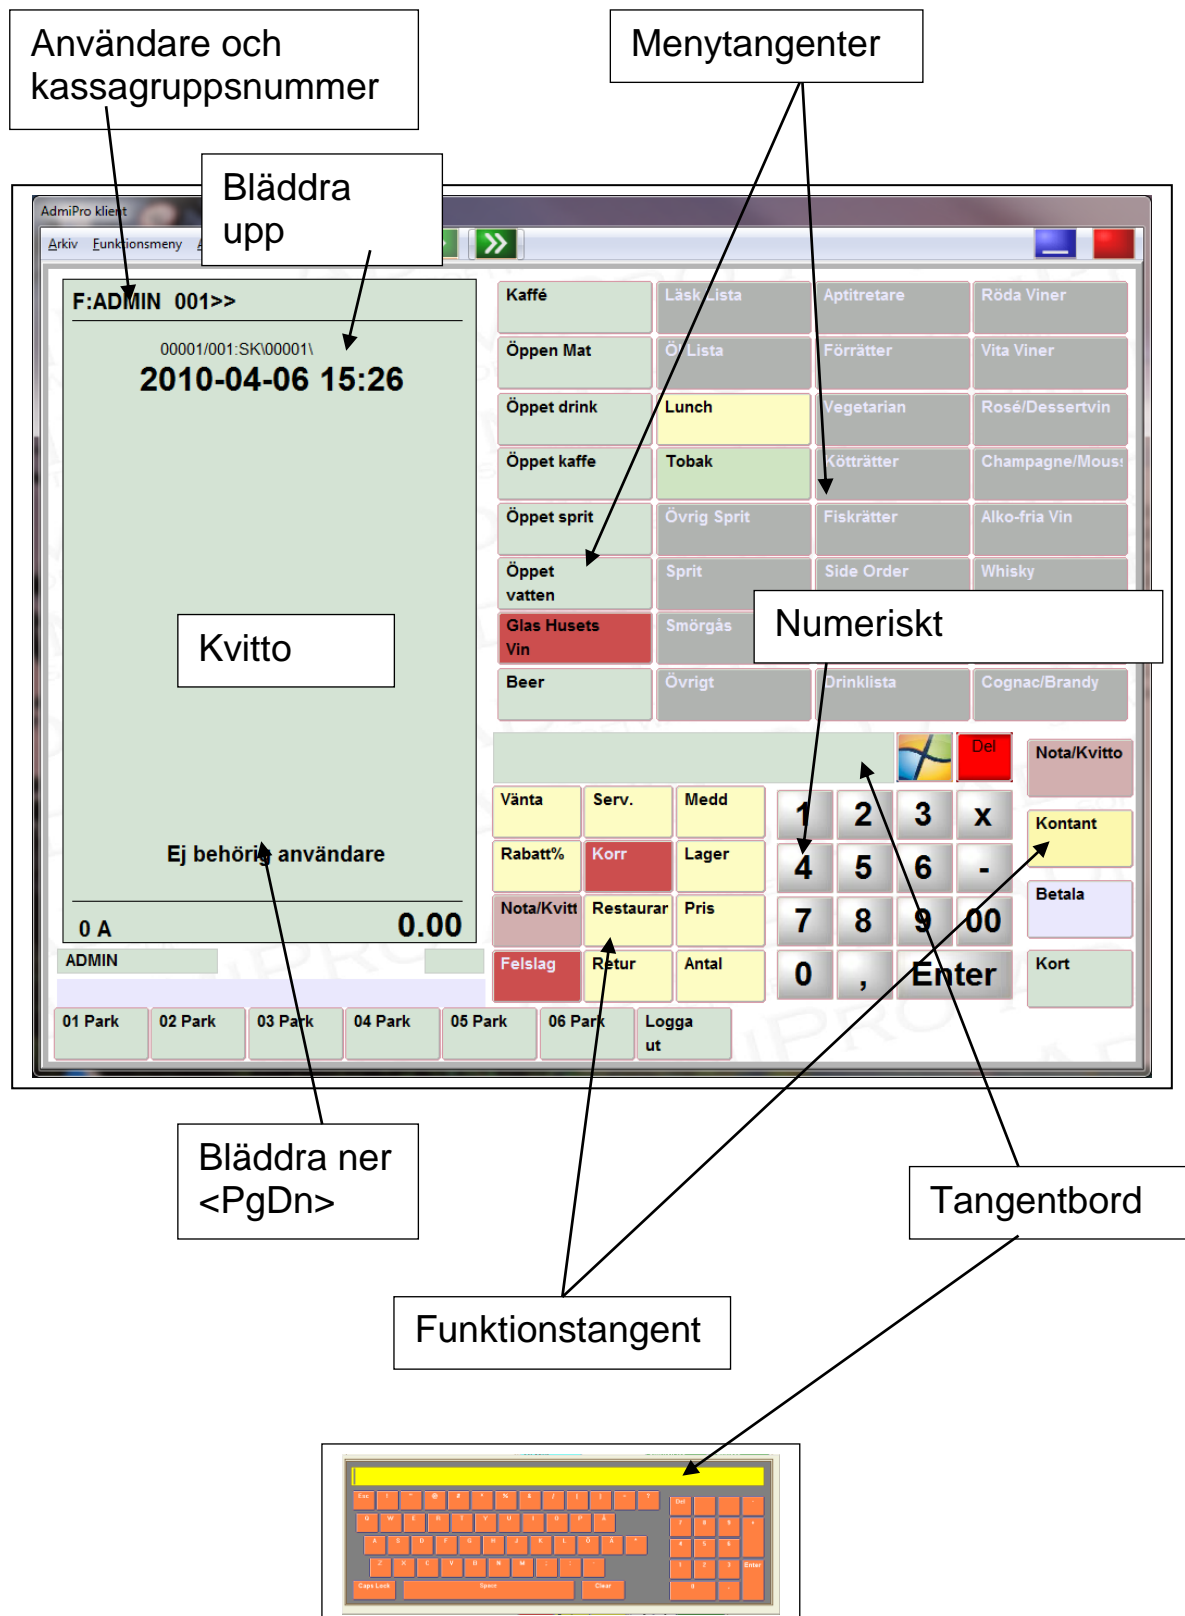 Användare och
kassagruppsnummer
Menytangenter
Bläddra
upp
AdmiPro klient
Arkiv Funktionsmeny
F:ADMIN 001>>
00001/001:SK\00001\
2010-04-06 15:26
Kvitto
Ej behörig användare
0 A 0.00
ADMIN
Kaffé Läsk Lista Aptitretare Röda Viner
Öppen Mat Öl Lista Förrätter Vita Viner
Öppet drink Lunch Vegetarian Rosé/Dessertvin
Öppet kaffe Tobak Kötträtter Champagne/Mouss
Öppet sprit Övrig Sprit Fiskrätter Alko-fria Vin
Öppet
vatten Sprit Side Order Whisky
Glas Husets
Vin Smörgås
Numeriskt
Beer Övrigt Drinklista Cognac/Brandy
Del Nota/Kvitto
Vänta Serv. Medd 1 2 3 x Kontant
Rabatt% Korr Lager 4 5 6 -
Nota/Kvitt Restaurar Pris 7 8 9 00 Betala
Felslag Retur Antal 0 , Enter Kort
01 Park 02 Park 03 Park 04 Park 05 Park 06 Park Logga
ut
Bläddra ner
<PgDn>
Tangentbord
Funktionstangent
Caps Lock Space Clear Enter